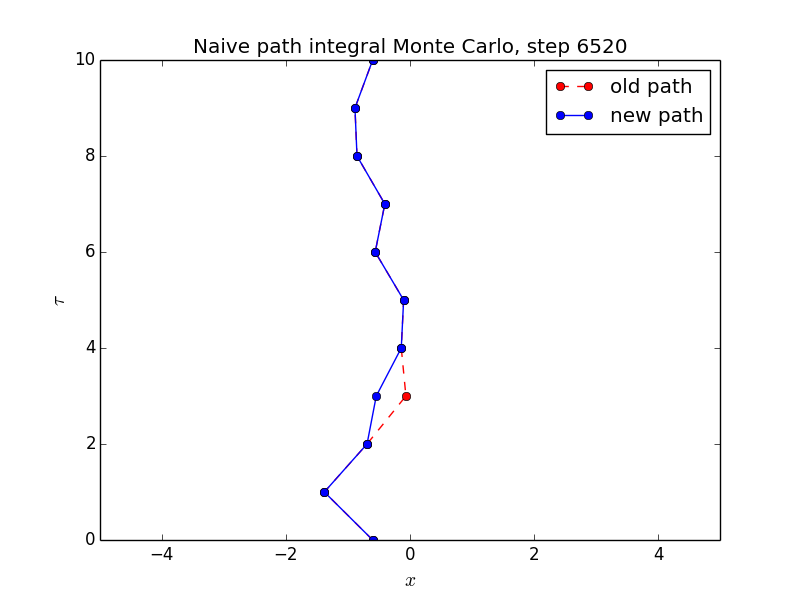 Naive path integral Monte Carlo, step 6520
old path
new path
10
8
6
4
2
0
τ
−4 −2 0 2 4
x